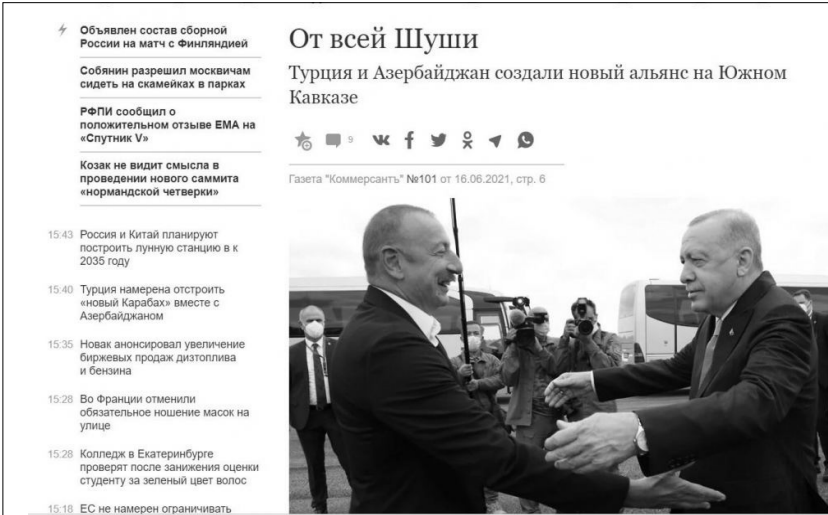 Объявлен состав сборной
России на матч с Финляндией
Собянин разрешил москвичам
сидеть на скамейках в парках
РФПИ сообщил о
положительном отзыве EMA на
«Спутник V»
Козак не видит смысла в
проведении нового саммита
«нормандской четверки»
15:43 Россия и Китай планируют
построить лунную станцию в к
2035 году
15:40 Турция намерена отстроить
«новый Карабах» вместе с
Азербайджаном
15:35 Новак анонсировал увеличение
биржевых продаж дизтоплива
и бензина
15:28 Во Франции отменили
обязательное ношение масок на
улице
15:28 Колледж в Екатеринбурге
проверят после занижения оценки
студенту за зеленый цвет волос
15:18 ЕС не намерен ограничивать
От всей Шуши
Турция и Азербайджан создали новый альянс на Южном
Кавказе
9
Газета "Коммерсантъ" №101 от 16.06.2021, стр. 6